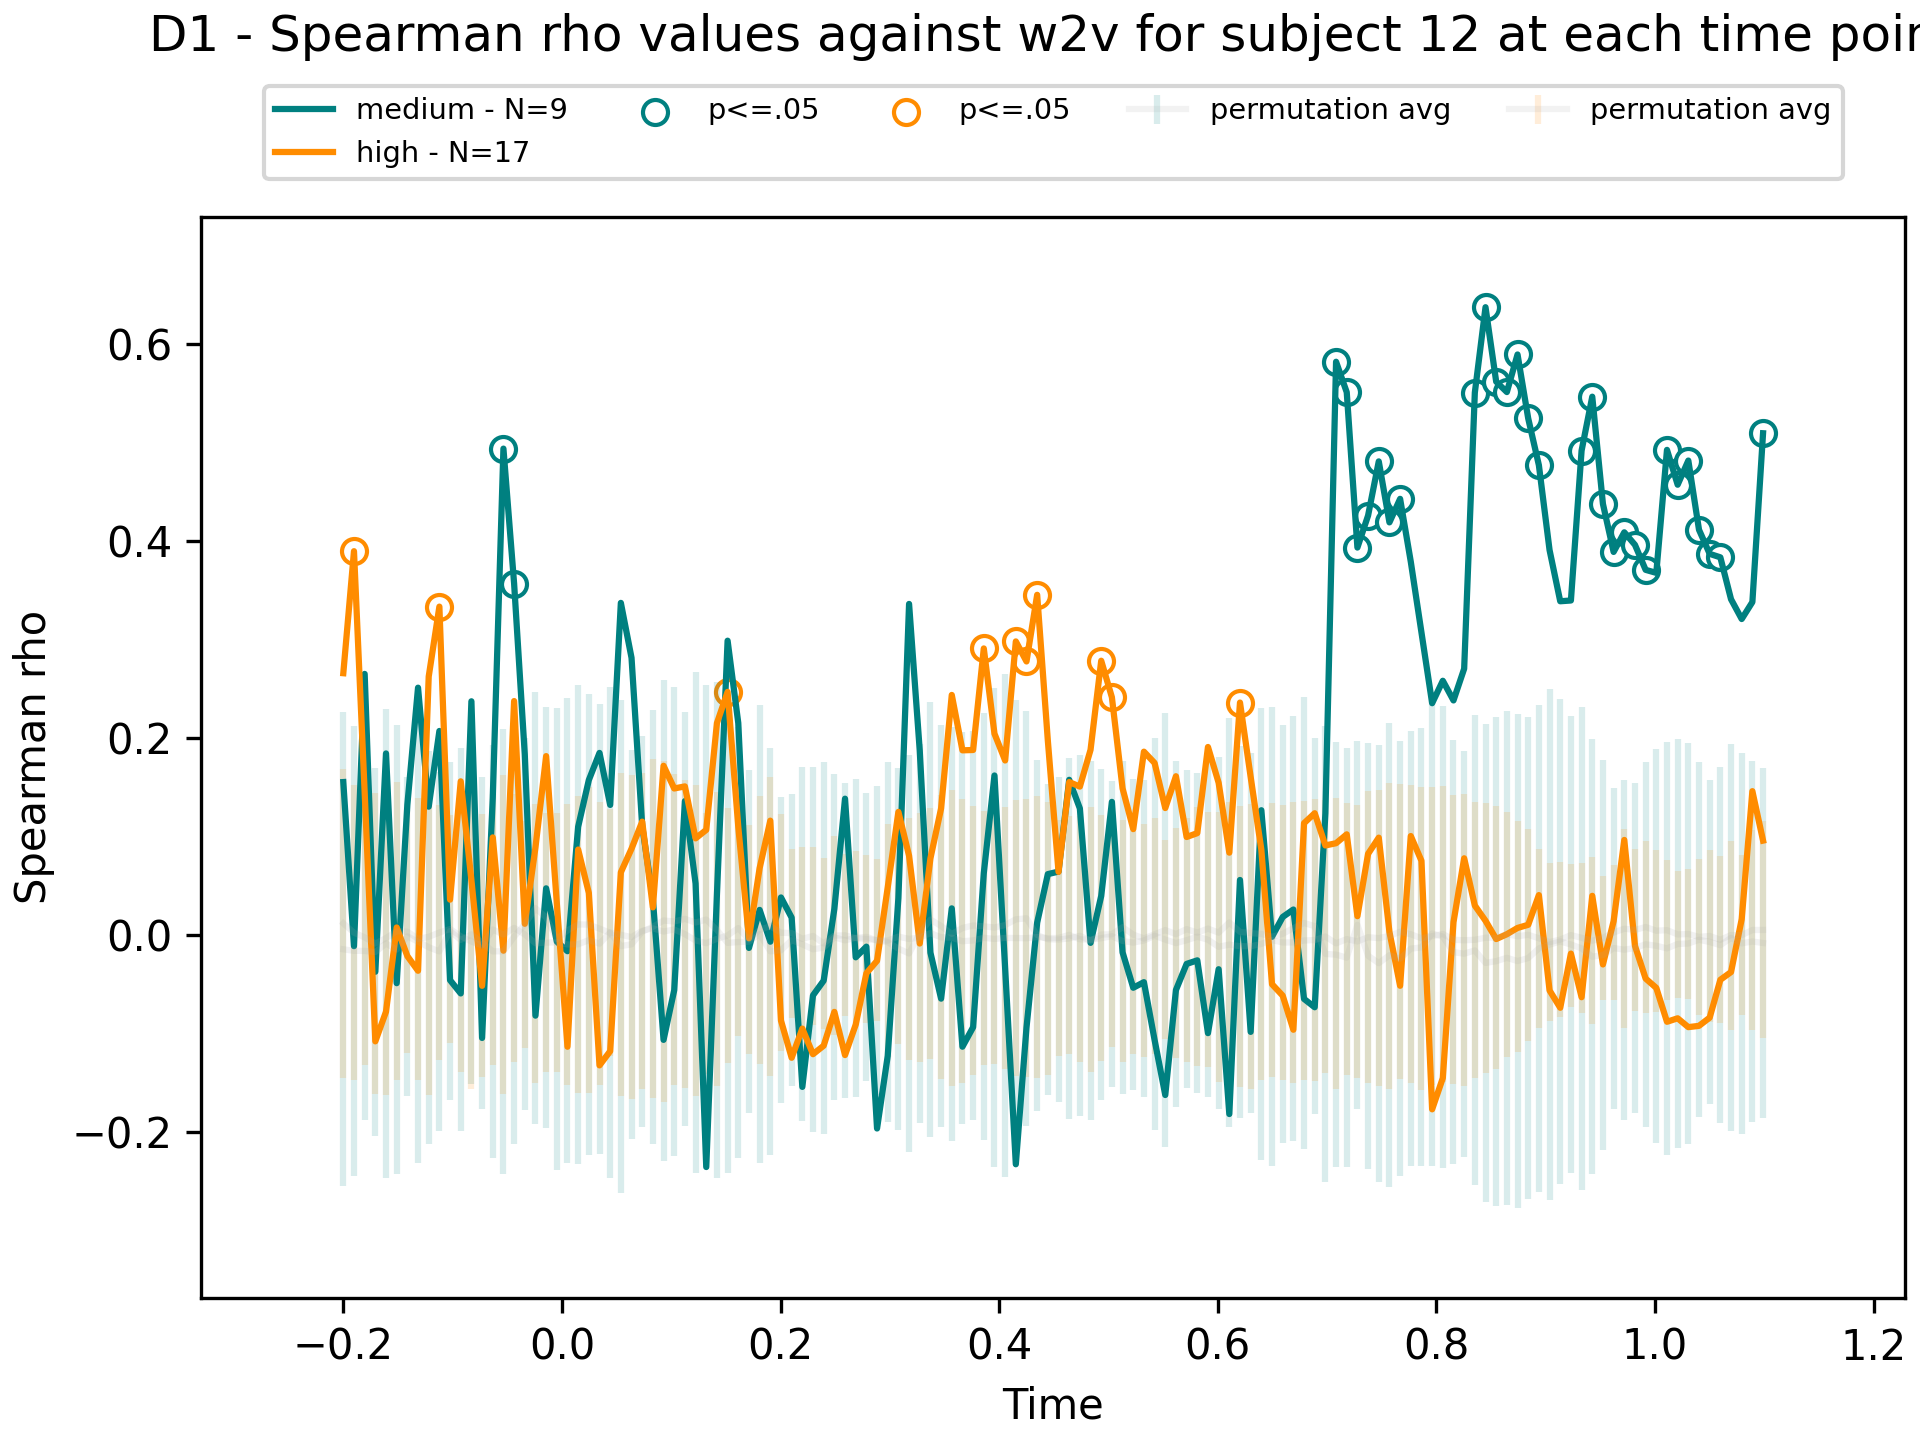 D1 - Spearman rho values against w2v for subject 12 at each time poin
medium - N=9
high - N=17
p<=.05
p<=.05
permutation avg
permutation avg
Spearman rho
0.6
0.4
0.2
0.0
−0.2
−0.2 0.0 0.2 0.4 0.6 0.8 1.0 1.2
Time